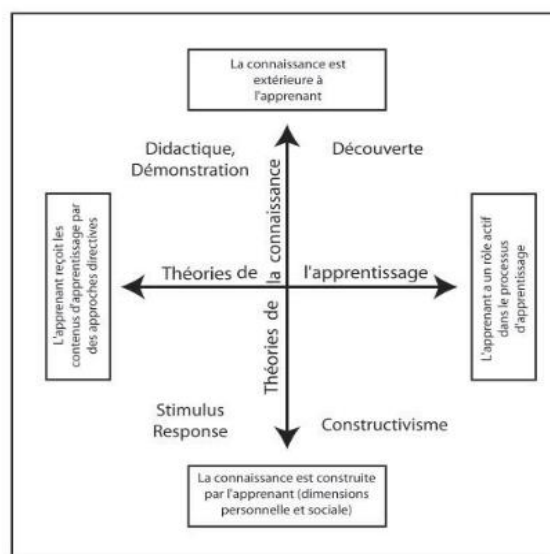 La connaissance est
extérieure à
l'apprenant
Didactique,
Démonstration
Découverte
Théories de la connaissance
L'apprenant reçoit les
contenus d'apprentissage par
des approches directives
Théories de l'apprentissage
L'apprenant a un rôle actif
dans le processus
d'apprentissage
Stimulus
Response
Constructivisme
La connaissance est construite
par l'apprenant (dimensions
personnelle et sociale)